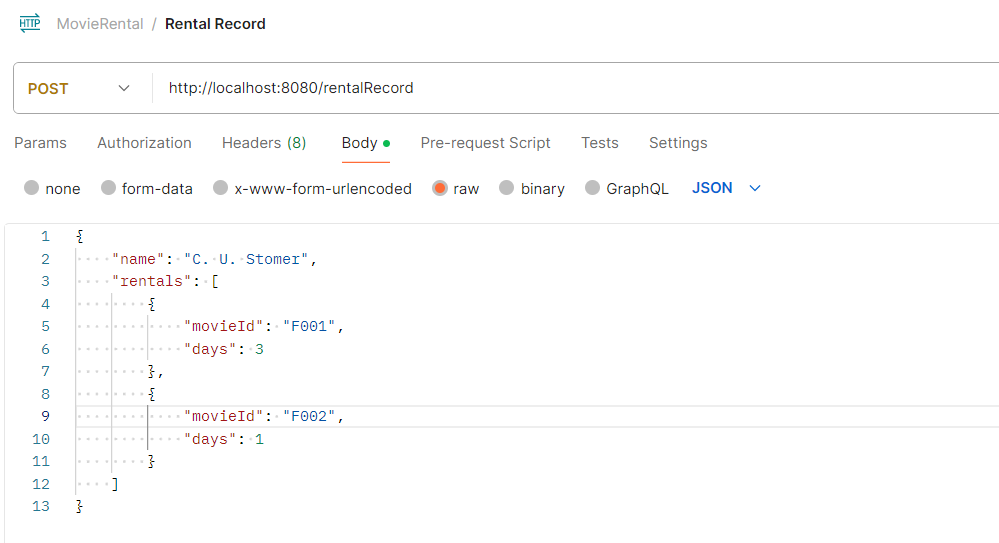 HTTP MovieRental / Rental Record
POST http://localhost:8080/rentalRecord
Params Authorization Headers (8) Body Pre-request Script Tests Settings
none form-data x-www-form-urlencoded raw binary GraphQL JSON
1 {
2 "name": "C. U. Stomer",
3 "rentals": [
4 {
5 "movieId": "F001",
6 "days": 3
7 },
8 {
9 "movieId": "F002",
10 "days": 1
11 }
12 ]
13 }